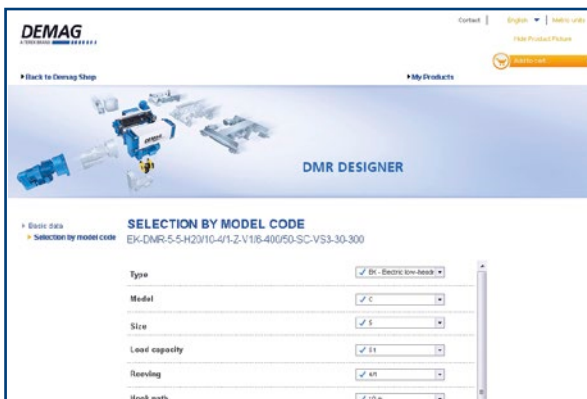 Contact
English
Metric units
DEMAG
A TEREX BRAND
Hide Product Picture
Add to cart
Back to Demag Shop
My Products
DEMAG
DMR DESIGNER
Basic data
Selection by model code
SELECTION BY MODEL CODE
EK-DMR-5-5-H20/10-4/1-Z-V1/6-400/50-SC-VS3-30-300
Type
EK - Electric low-headr
Model
C
Size
5
Load capacity
5 t
Reeving
4/1
Hook path